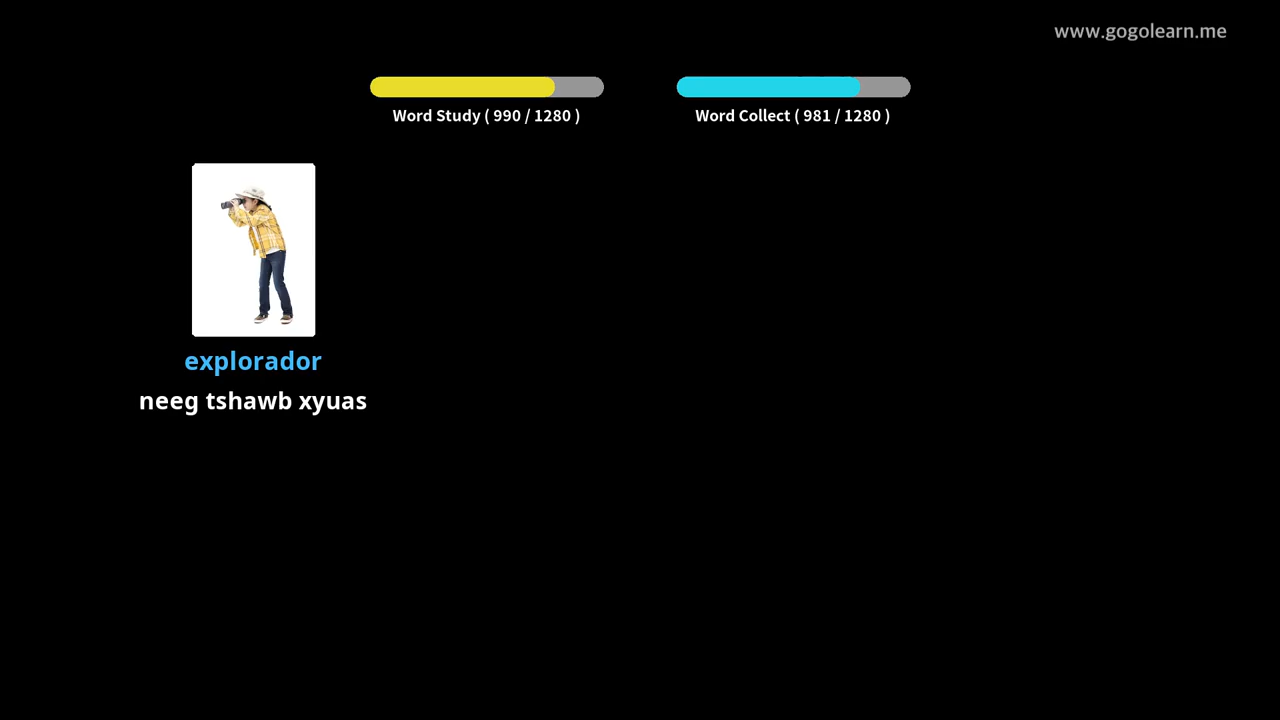 www.gogolearn.me
Word Study ( 990 / 1280 )
Word Collect ( 981 / 1280 )
explorador
neeg tshawb xyuas